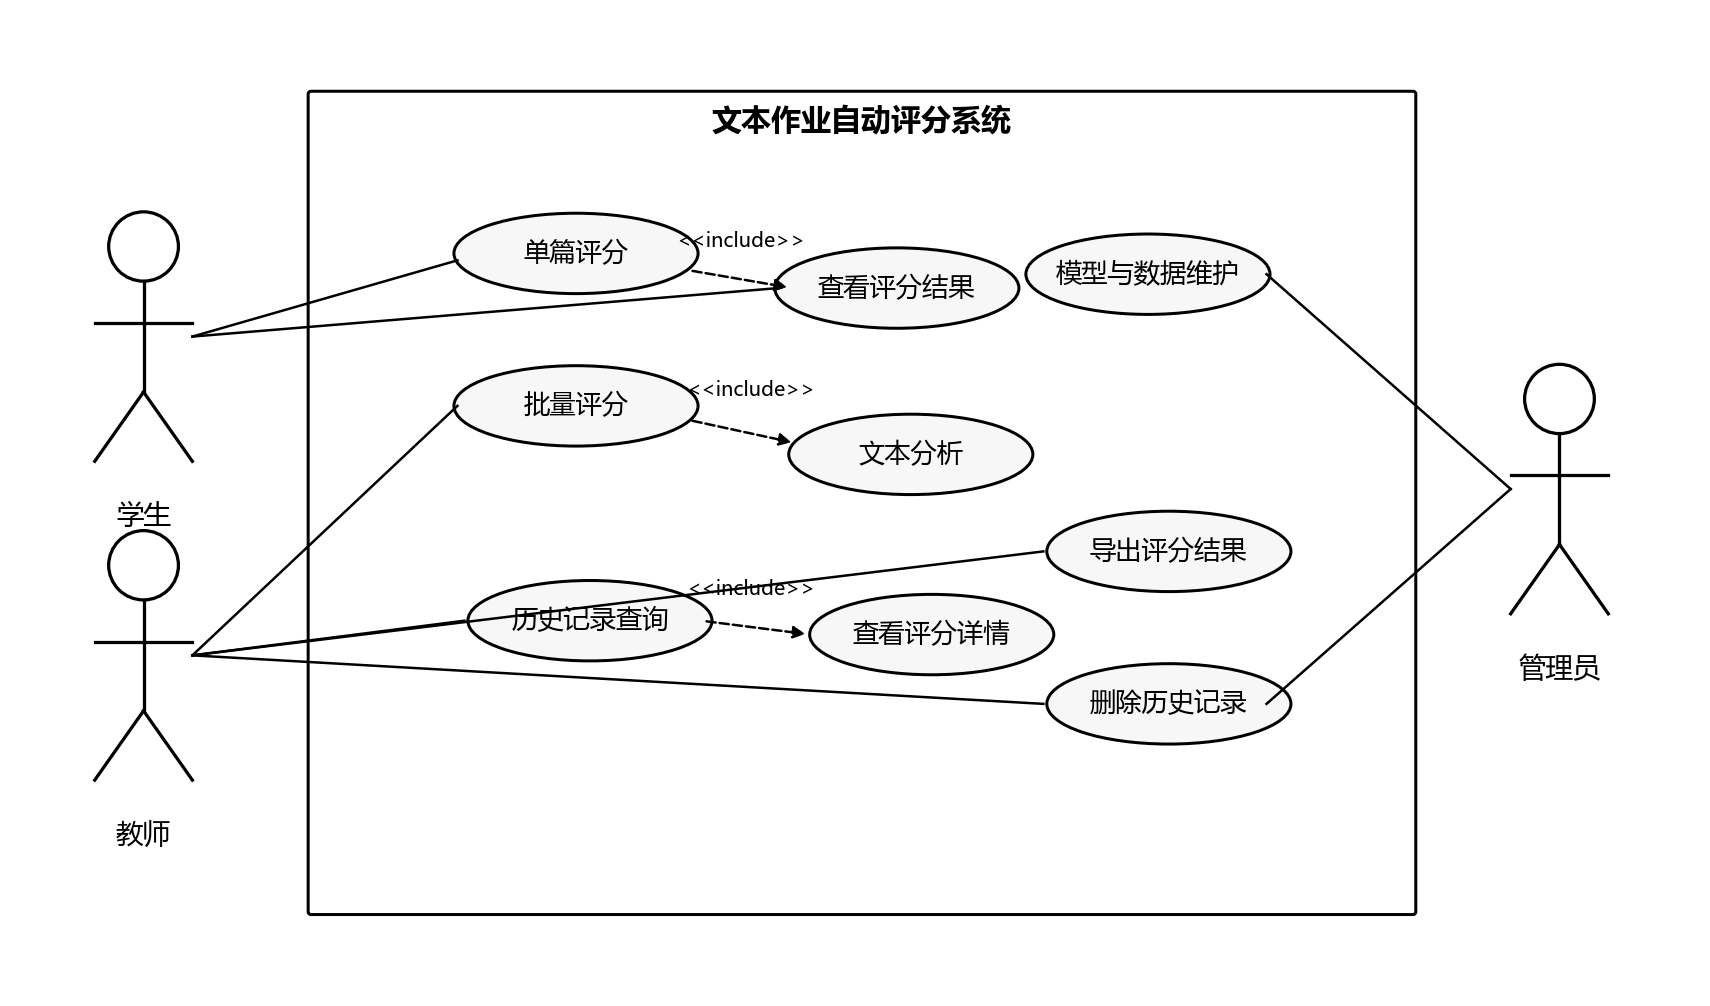 文本作业自动评分系统
单篇评分
<<include>>
查看评分结果
模型与数据维护
批量评分
<<include>>
文本分析
学生
导出评分结果
历史记录查询
<<include>>
查看评分详情
管理员
删除历史记录
教师